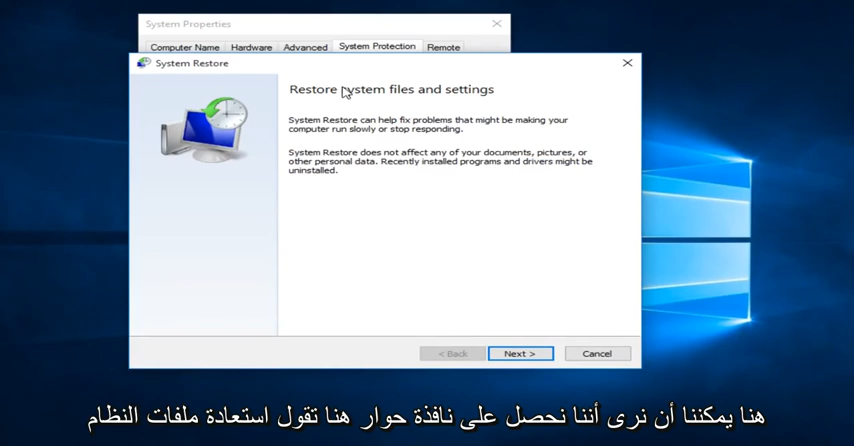 System Properties
Computer Name Hardware Advanced System Protection Remote
System Restore
Restore system files and settings
System Restore can help fix problems that might be making your
computer run slowly or stop responding.
System Restore does not affect any of your documents, pictures, or
other personal data. Recently installed programs and drivers might be
uninstalled.
< Back Next > Cancel
هنا يمكننا أن نرى أننا نحصل على نافذة حوار هنا تقول استعادة ملفات النظام